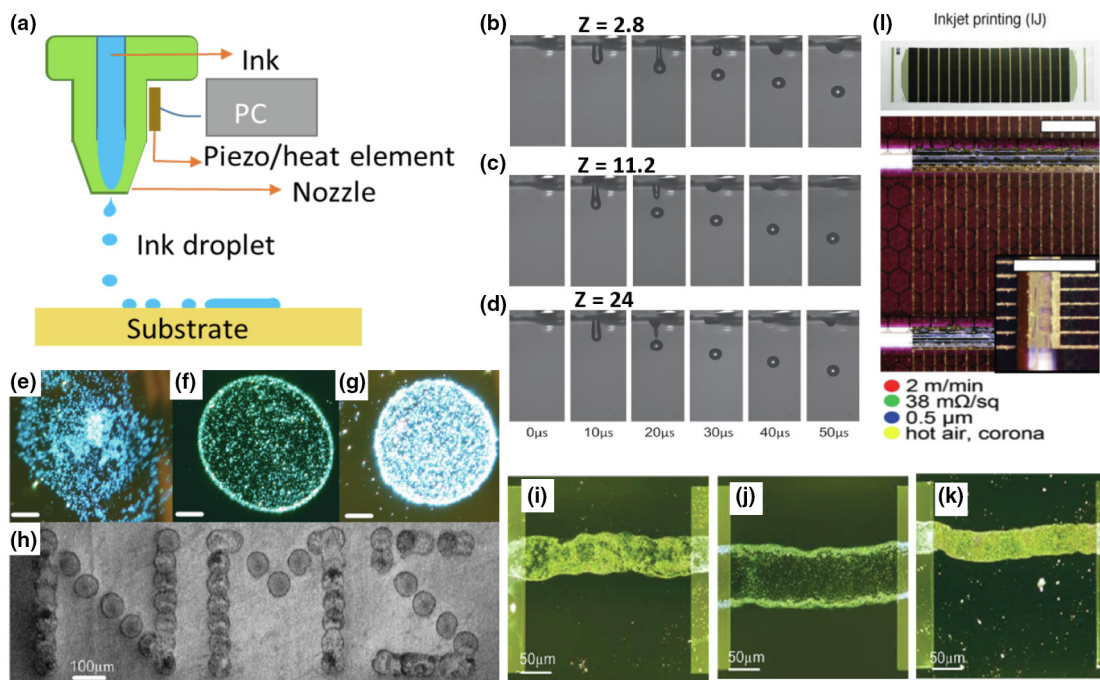 (a)
Ink
PC
Piezo/heat element
Nozzle
Ink droplet
Substrate
(b)
Z = 2.8
(c)
Z = 11.2
(d)
Z = 24
0µs
10µs
20µs
30µs
40µs
50µs
(l)
Inkjet printing (IJ)
2 m/min
38 mΩ/sq
0.5 µm
hot air, corona
(e)
(f)
(g)
(h)
100µm
(i)
50µm
(j)
50µm
(k)
50µm